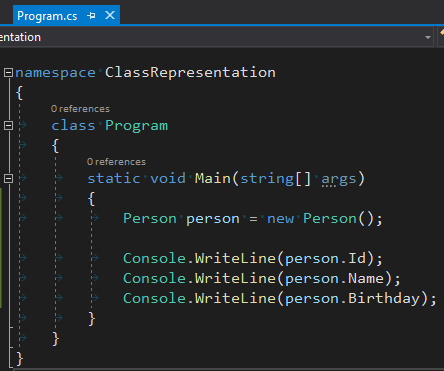 Program.cs
entation
namespace ClassRepresentation
{
0 references
class Program
{
0 references
static void Main(string[] args)
{
Person person = new Person();
Console.WriteLine(person.Id);
Console.WriteLine(person.Name);
Console.WriteLine(person.Birthday);
}
}
}